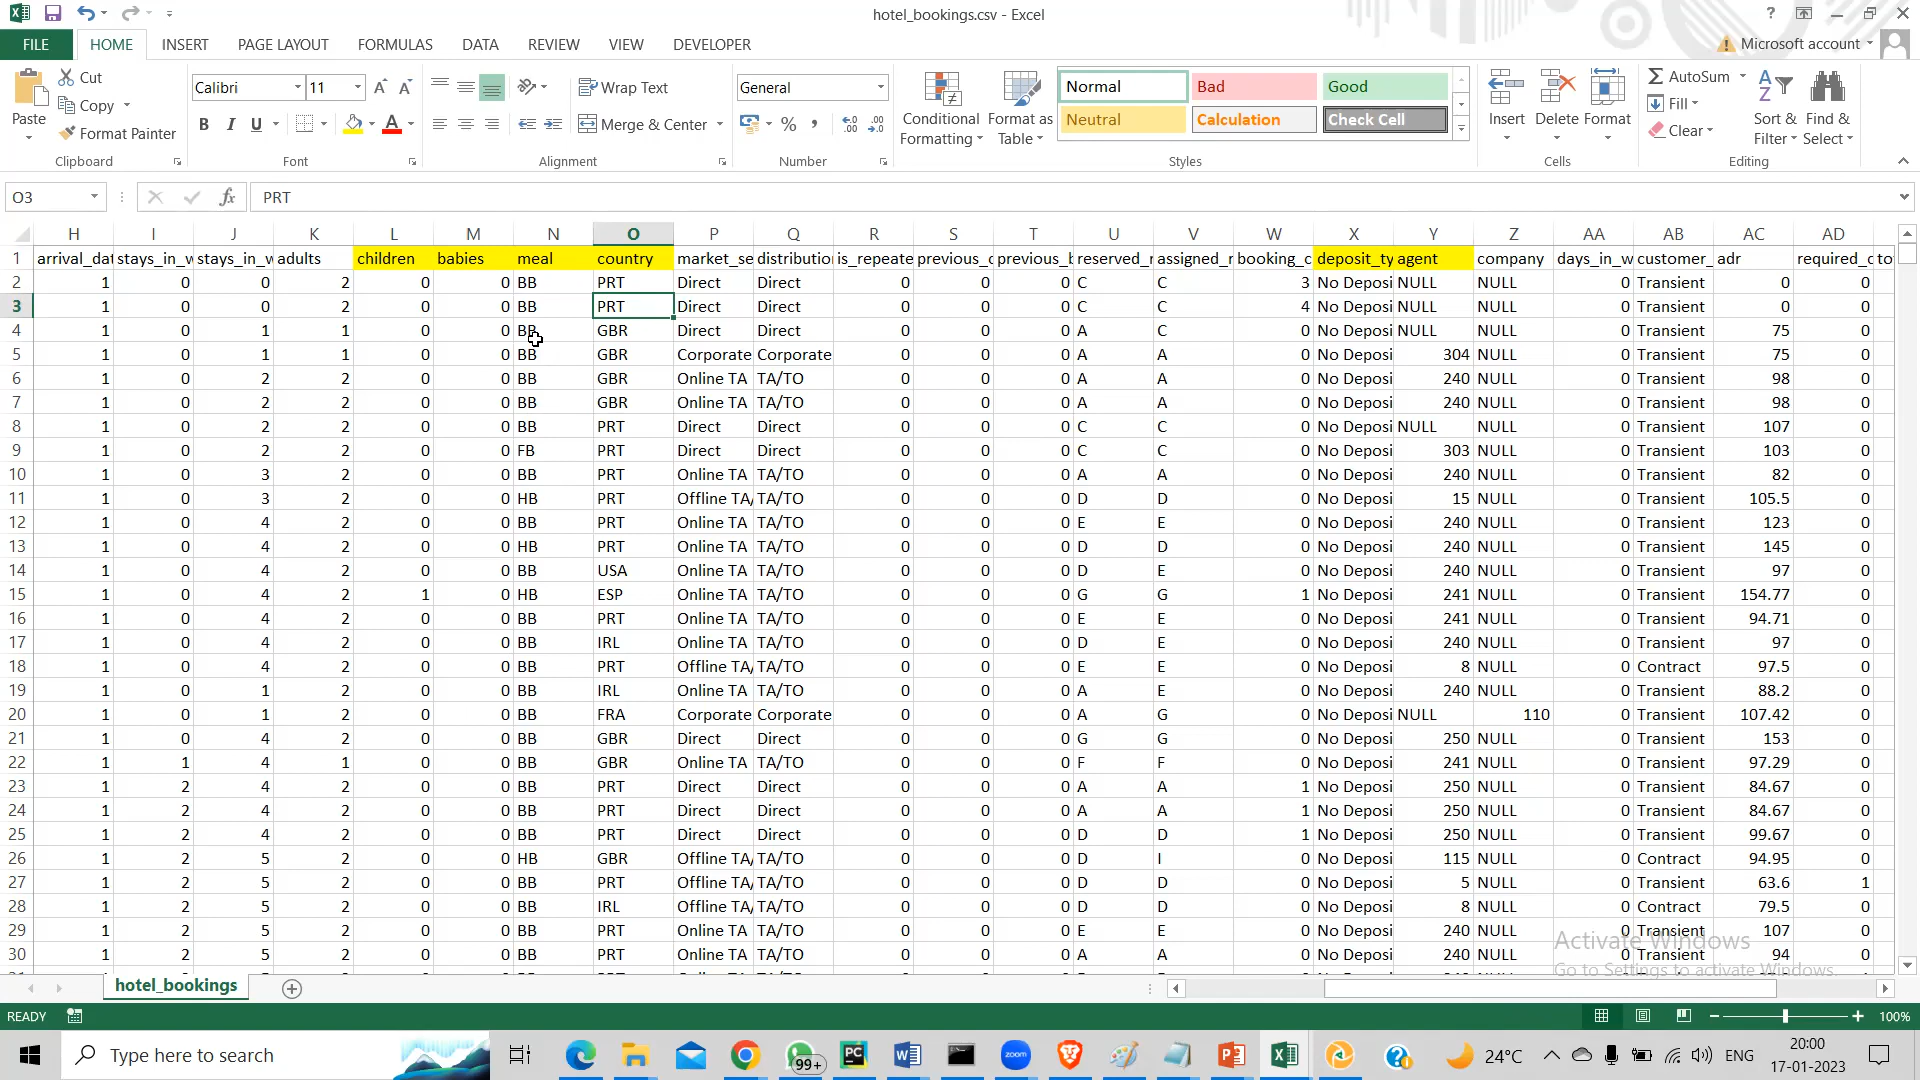 hotel_bookings.csv - Excel
FILE HOME INSERT PAGE LAYOUT FORMULAS DATA REVIEW VIEW DEVELOPER Microsoft account
Cut
Copy
Format Painter
Paste
Clipboard
Calibri 11
B I U
Font
Wrap Text
Merge & Center
Alignment
General
Number
Conditional Formatting
Format as Table
Normal Bad Good
Neutral Calculation Check Cell
Styles
Insert Delete Format
Cells
AutoSum
Fill
Clear
Sort & Filter
Find & Select
Editing
O3 fx PRT
H I J K L M N O P Q R S T U V W X Y Z AA AB AC AD
1 arrival_dat stays_in_w stays_in_w adults children babies meal country market_se distributio is_repeate previous_c previous_b reserved_r assigned_r booking_c deposit_ty agent company days_in_w customer_ adr required_c to
2 1 0 0 2 0 0 BB PRT Direct Direct 0 0 0 C C 3 No Deposi NULL NULL 0 Transient 0 0
3 1 0 0 2 0 0 BB PRT Direct Direct 0 0 0 C C 4 No Deposi NULL NULL 0 Transient 0 0
4 1 0 1 1 0 0 BB GBR Direct Direct 0 0 0 A C 0 No Deposi NULL NULL 0 Transient 75 0
5 1 0 1 1 0 0 BB GBR Corporate Corporate 0 0 0 A A 0 No Deposi 304 NULL 0 Transient 75 0
6 1 0 2 2 0 0 BB GBR Online TA TA/TO 0 0 0 A A 0 No Deposi 240 NULL 0 Transient 98 0
7 1 0 2 2 0 0 BB GBR Online TA TA/TO 0 0 0 A A 0 No Deposi 240 NULL 0 Transient 98 0
8 1 0 2 2 0 0 BB PRT Direct Direct 0 0 0 C C 0 No Deposi NULL NULL 0 Transient 107 0
9 1 0 2 2 0 0 FB PRT Direct Direct 0 0 0 C C 0 No Deposi 303 NULL 0 Transient 103 0
10 1 0 3 2 0 0 BB PRT Online TA TA/TO 0 0 0 A A 0 No Deposi 240 NULL 0 Transient 82 0
11 1 0 3 2 0 0 HB PRT Offline TA/ TA/TO 0 0 0 D D 0 No Deposi 15 NULL 0 Transient 105.5 0
12 1 0 4 2 0 0 BB PRT Online TA TA/TO 0 0 0 E E 0 No Deposi 240 NULL 0 Transient 123 0
13 1 0 4 2 0 0 HB PRT Online TA TA/TO 0 0 0 D D 0 No Deposi 240 NULL 0 Transient 145 0
14 1 0 4 2 0 0 BB USA Online TA TA/TO 0 0 0 D E 0 No Deposi 240 NULL 0 Transient 97 0
15 1 0 4 2 1 0 HB ESP Online TA TA/TO 0 0 0 G G 1 No Deposi 241 NULL 0 Transient 154.77 0
16 1 0 4 2 0 0 BB PRT Online TA TA/TO 0 0 0 E E 0 No Deposi 241 NULL 0 Transient 94.71 0
17 1 0 4 2 0 0 BB IRL Online TA TA/TO 0 0 0 D E 0 No Deposi 240 NULL 0 Transient 97 0
18 1 0 4 2 0 0 BB PRT Offline TA/ TA/TO 0 0 0 E E 0 No Deposi 8 NULL 0 Contract 97.5 0
19 1 0 1 2 0 0 BB IRL Online TA TA/TO 0 0 0 A E 0 No Deposi 240 NULL 0 Transient 88.2 0
20 1 0 1 2 0 0 BB FRA Corporate Corporate 0 0 0 A G 0 No Deposi NULL 110 0 Transient 107.42 0
21 1 0 4 2 0 0 BB GBR Direct Direct 0 0 0 G G 0 No Deposi 250 NULL 0 Transient 153 0
22 1 1 4 1 0 0 BB GBR Online TA TA/TO 0 0 0 F F 0 No Deposi 241 NULL 0 Transient 97.29 0
23 1 2 4 2 0 0 BB PRT Direct Direct 0 0 0 A A 1 No Deposi 250 NULL 0 Transient 84.67 0
24 1 2 4 2 0 0 BB PRT Direct Direct 0 0 0 A A 1 No Deposi 250 NULL 0 Transient 84.67 0
25 1 2 4 2 0 0 BB PRT Direct Direct 0 0 0 D D 1 No Deposi 250 NULL 0 Transient 99.67 0
26 1 2 5 2 0 0 HB GBR Offline TA/ TA/TO 0 0 0 D I 0 No Deposi 115 NULL 0 Contract 94.95 0
27 1 2 5 2 0 0 BB PRT Offline TA/ TA/TO 0 0 0 D D 0 No Deposi 5 NULL 0 Transient 63.6 1
28 1 2 5 2 0 0 BB IRL Offline TA/ TA/TO 0 0 0 D D 0 No Deposi 8 NULL 0 Contract 79.5 0
29 1 2 5 2 0 0 BB PRT Online TA TA/TO 0 0 0 E E 0 No Deposi 240 NULL 0 Transient 107 0
30 1 2 5 2 0 0 BB PRT Online TA TA/TO 0 0 0 A A 0 No Deposi 240 NULL 0 Transient 94 0
Activate Windows
Go to Settings to activate Windows.
hotel_bookings
READY 100%
Type here to search 99+ zoom 24°C ENG 20:00
17-01-2023